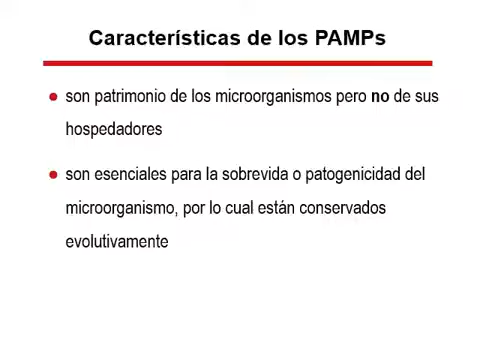 Características de los PAMPs
● son patrimonio de los microorganismos pero no de sus
hospedadores
● son esenciales para la sobrevida o patogenicidad del
microorganismo, por lo cual están conservados
evolutivamente